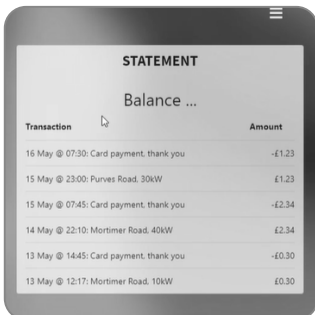 STATEMENT
Balance ...
Transaction Amount
16 May @ 07:30: Card payment, thank you -£1.23
15 May @ 23:00: Purves Road, 30kW £1.23
15 May @ 07:45: Card payment, thank you -£2.34
14 May @ 22:10: Mortimer Road, 40kW £2.34
13 May @ 14:45: Card payment, thank you -£0.30
13 May @ 12:17: Mortimer Road, 10kW £0.30